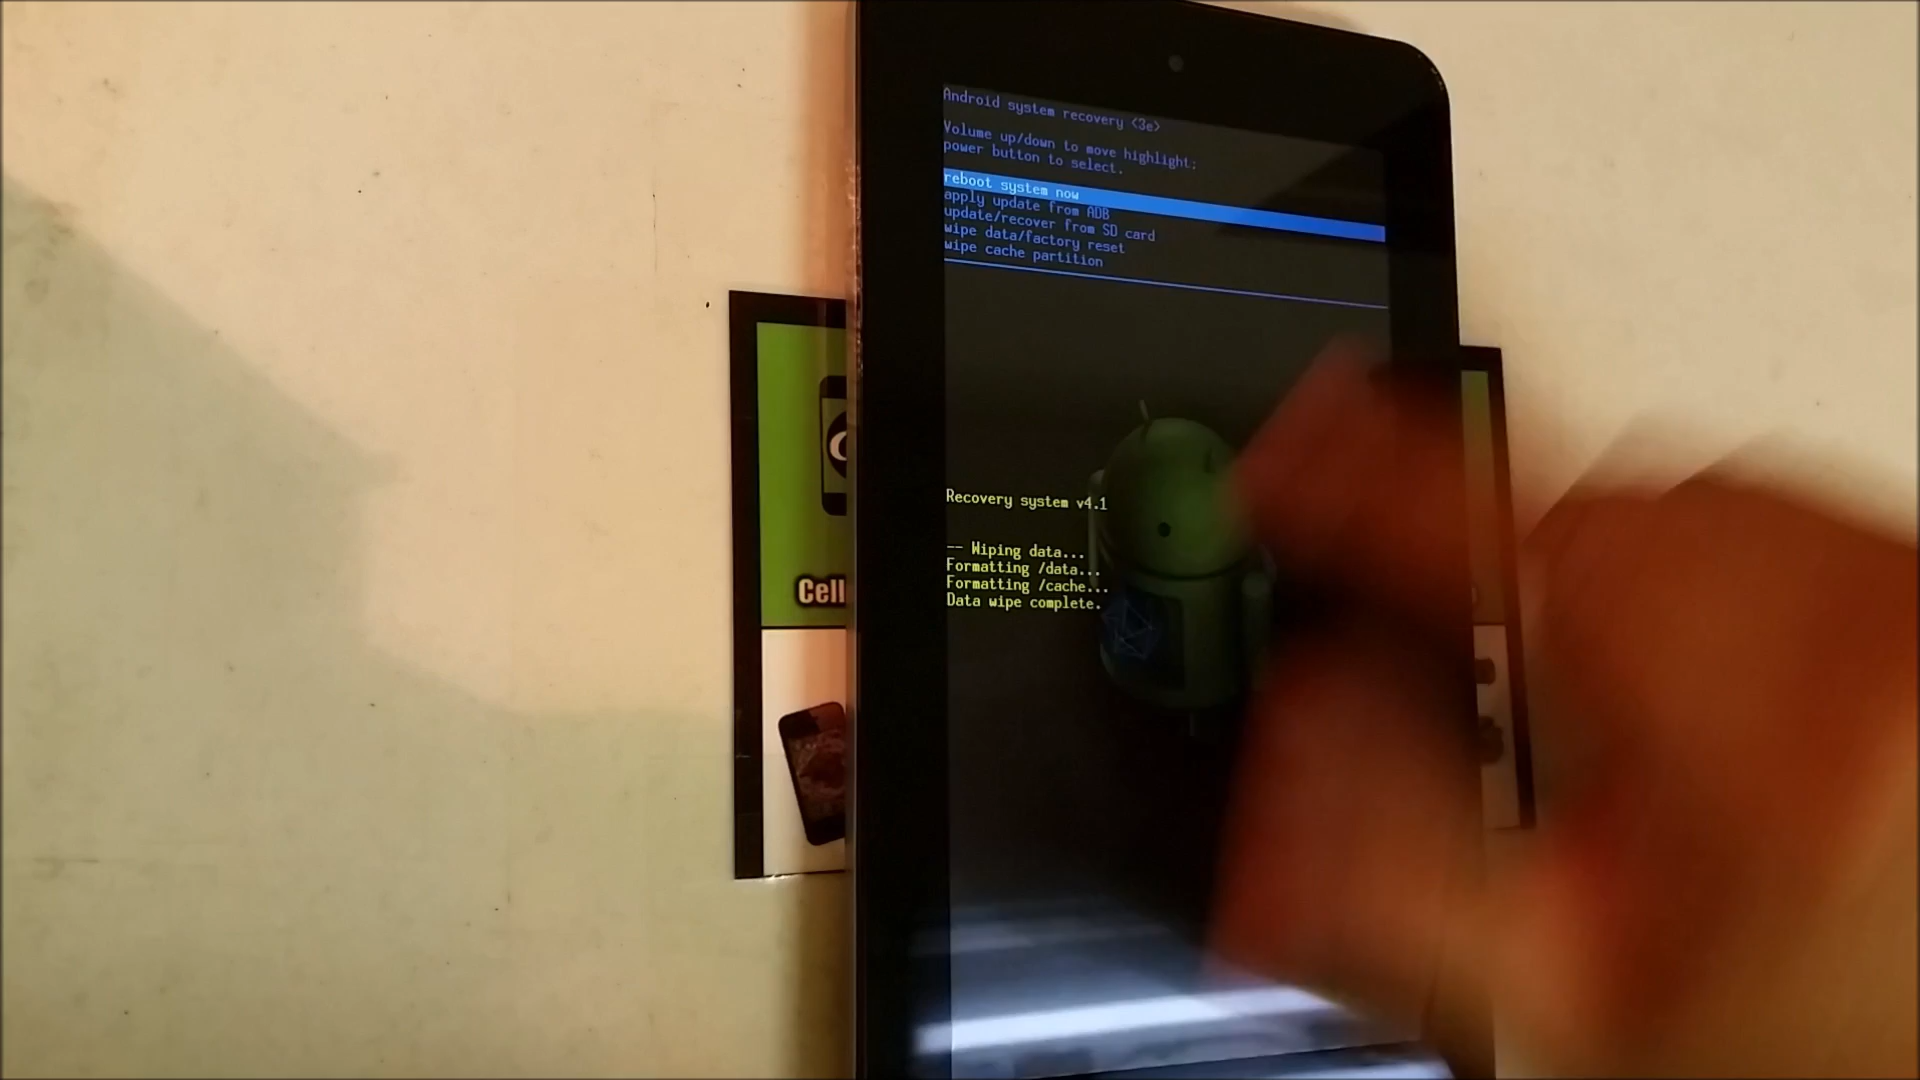 Android system recovery <3e>
Volume up/down to move highlight;
power button to select.
reboot system now
apply update from ADB
update/recover from SD card
wipe data/factory reset
wipe cache partition
Recovery system v4.1
-- Wiping data...
Formatting /data...
Formatting /cache...
Data wipe complete.
Cell